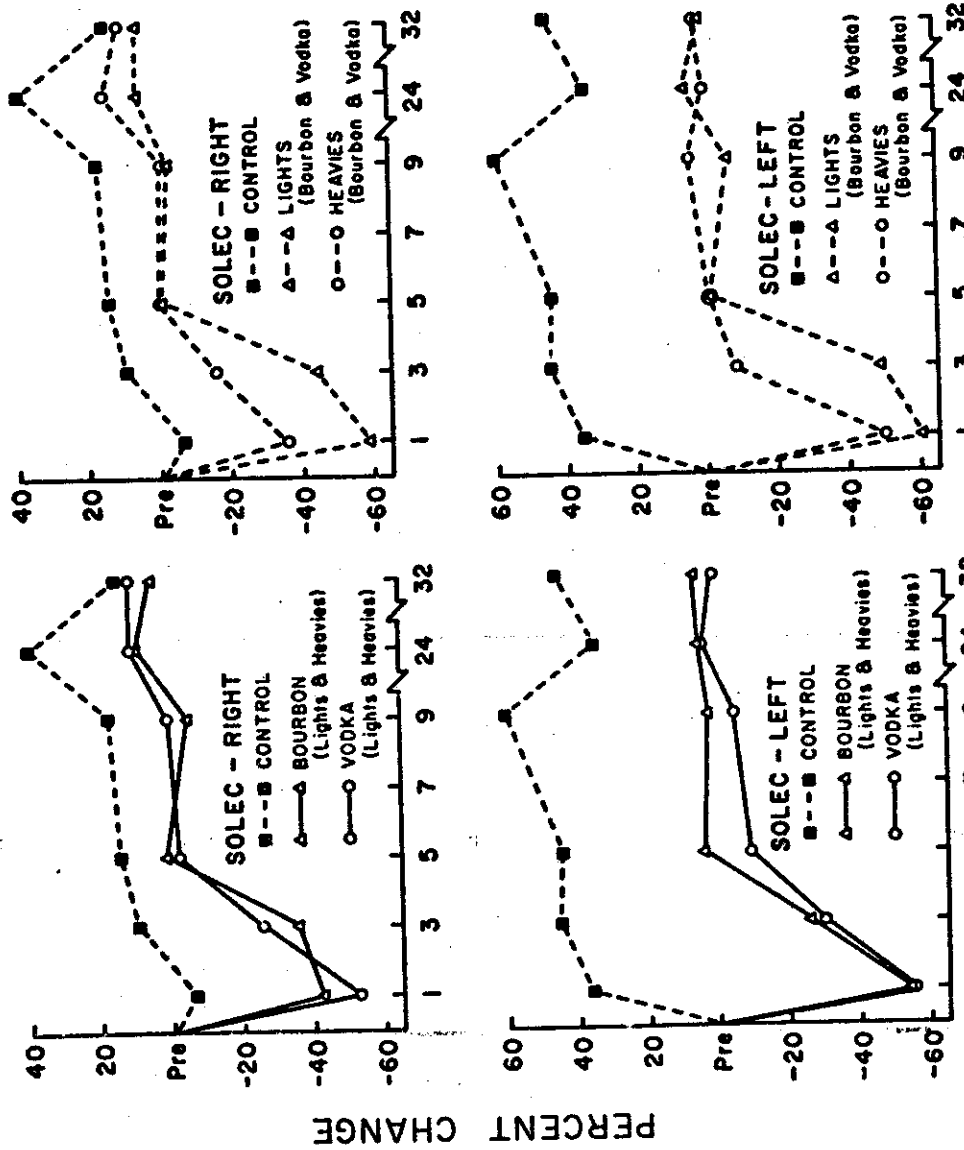 PERCENT CHANGE
40
20
Pre
-20
-40
-60
SOLEC - RIGHT
CONTROL
BOURBON
(Lights & Heavies)
VODKA
(Lights & Heavies)
1 3 5 7 9 24 32
40
20
Pre
-20
-40
-60
SOLEC - RIGHT
CONTROL
LIGHTS
(Bourbon & Vodka)
HEAVIES
(Bourbon & Vodka)
1 3 5 7 9 24 32
60
40
20
Pre
-20
-40
-60
SOLEC - LEFT
CONTROL
BOURBON
(Lights & Heavies)
VODKA
(Lights & Heavies)
60
40
20
Pre
-20
-40
-60
SOLEC - LEFT
CONTROL
LIGHTS
(Bourbon & Vodka)
HEAVIES
(Bourbon & Vodka)
1 3 5 7 9 24 32